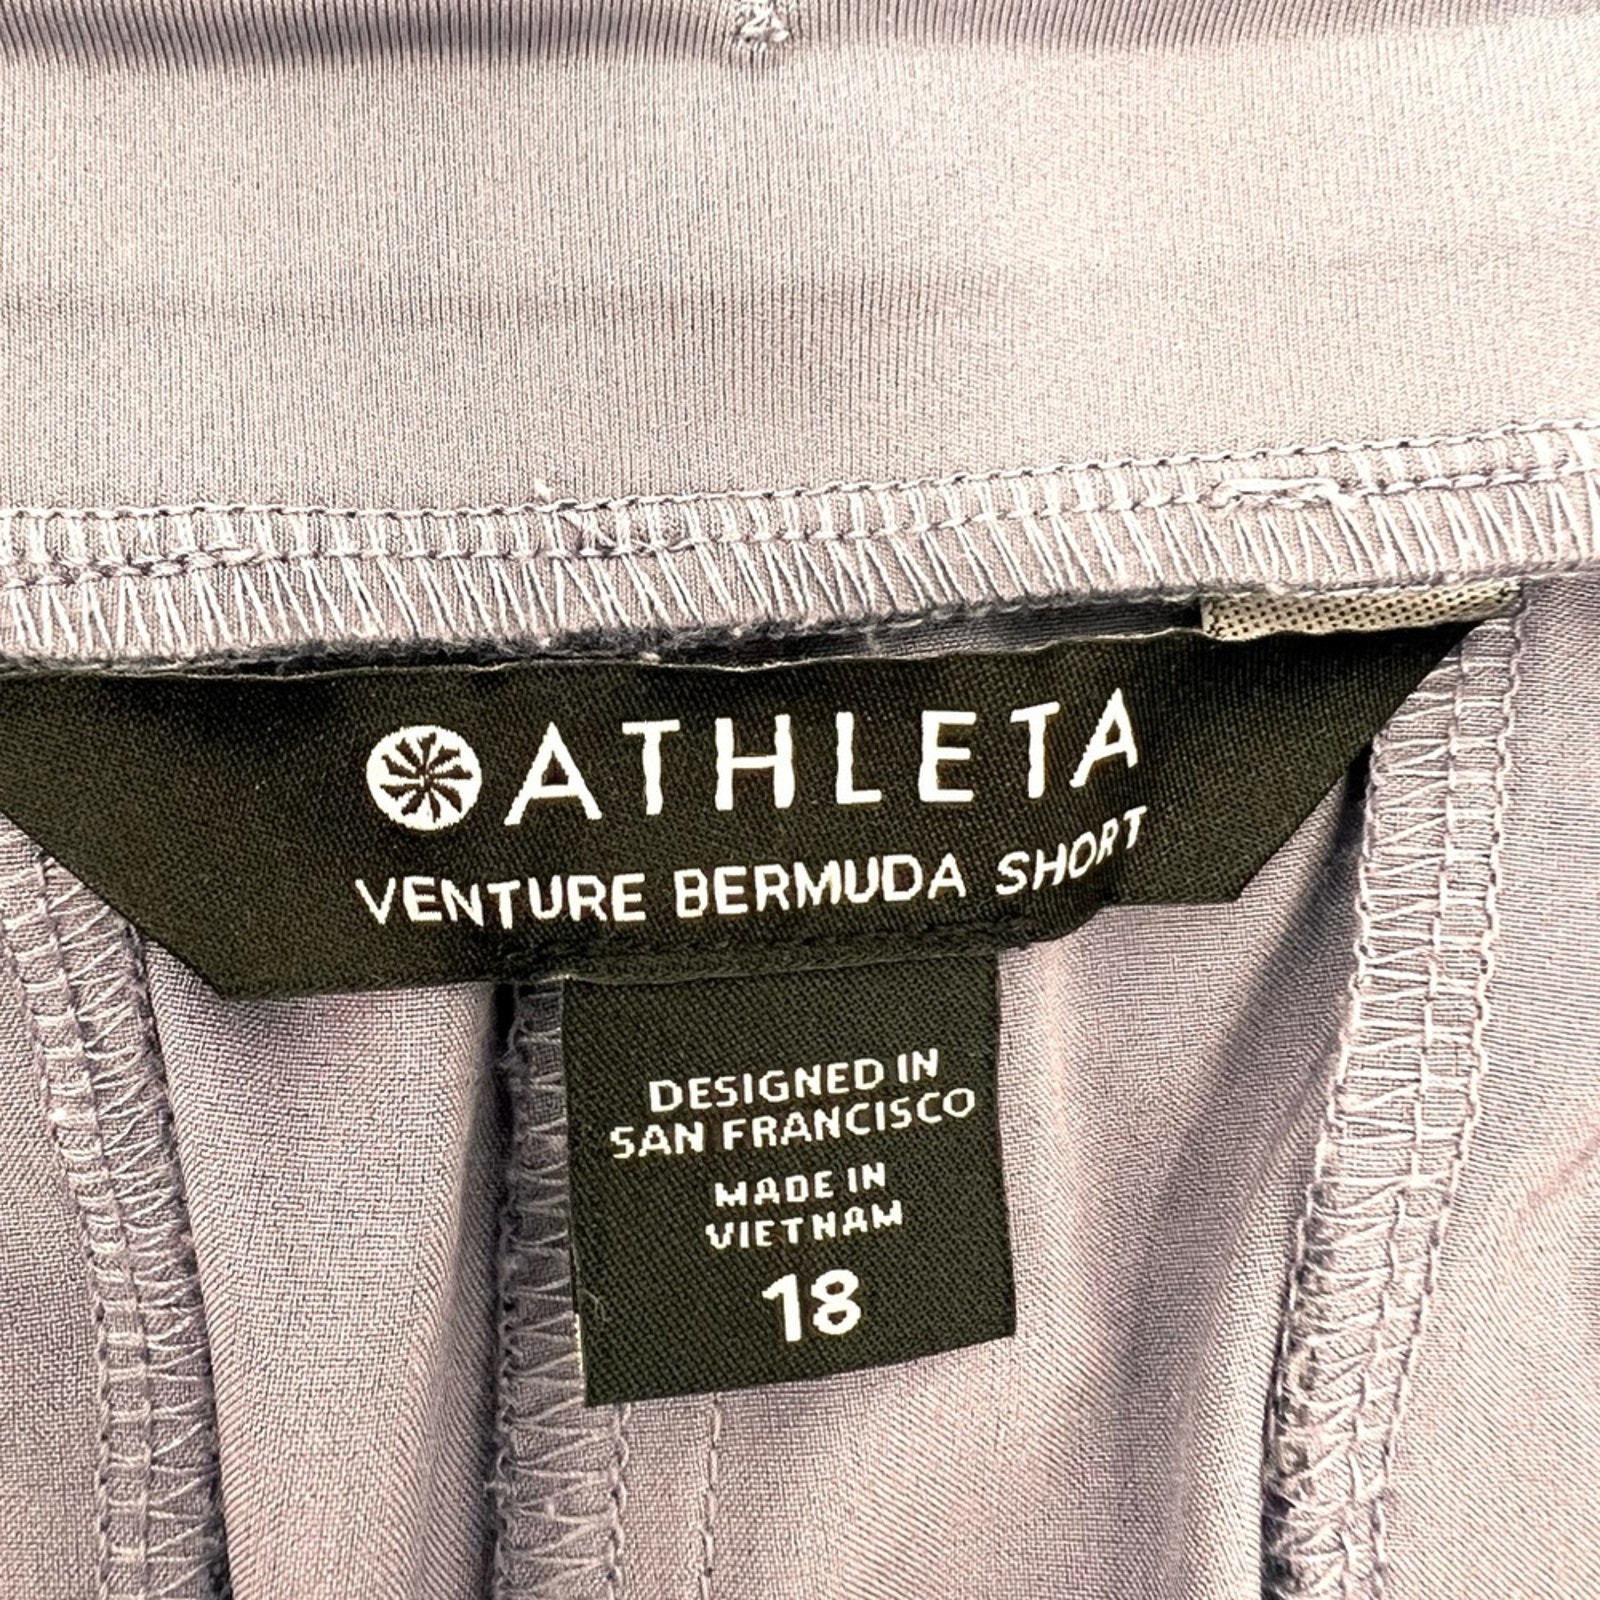 ATHLETA
VENTURE BERMUDA SHORT
DESIGNED IN
SAN FRANCISCO
MADE IN
VIETNAM
18